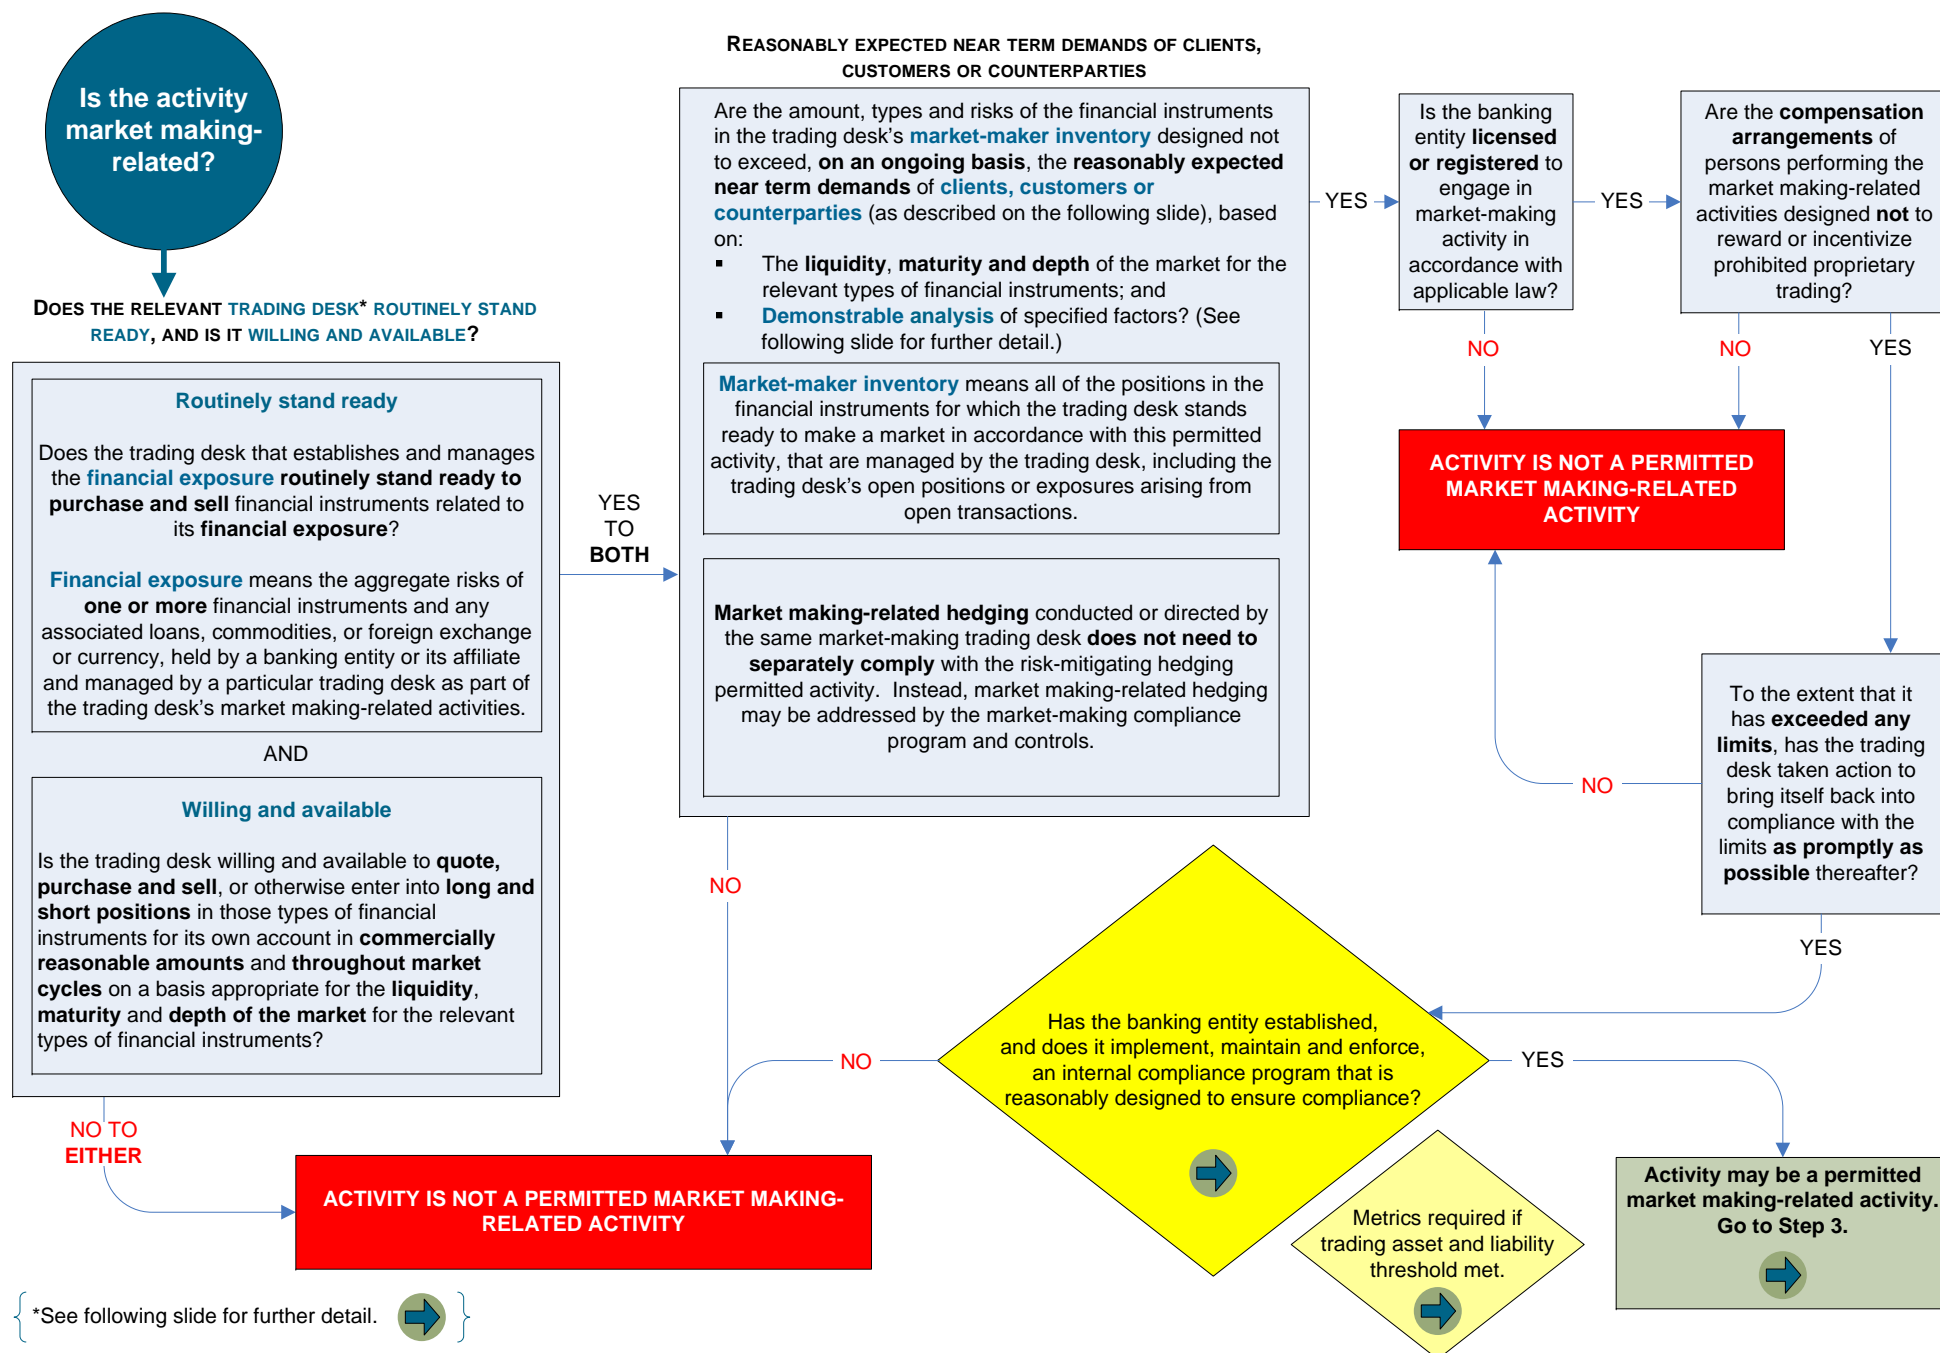 Is the activity
market making-
related?
DOES THE RELEVANT TRADING DESK* ROUTINELY STAND
READY, AND IS IT WILLING AND AVAILABLE?
Routinely stand ready
Does the trading desk that establishes and manages
the financial exposure routinely stand ready to
purchase and sell financial instruments related to
its financial exposure?
Financial exposure means the aggregate risks of
one or more financial instruments and any
associated loans, commodities, or foreign exchange
or currency, held by a banking entity or its affiliate
and managed by a particular trading desk as part of
the trading desk's market making-related activities.
AND
Willing and available
Is the trading desk willing and available to quote,
purchase and sell, or otherwise enter into long and
short positions in those types of financial
instruments for its own account in commercially
reasonable amounts and throughout market
cycles on a basis appropriate for the liquidity,
maturity and depth of the market for the relevant
types of financial instruments?
NO TO
EITHER
YES
TO
BOTH
REASONABLY EXPECTED NEAR TERM DEMANDS OF CLIENTS,
CUSTOMERS OR COUNTERPARTIES
Are the amount, types and risks of the financial instruments
in the trading desk's market-maker inventory designed not
to exceed, on an ongoing basis, the reasonably expected
near term demands of clients, customers or
counterparties (as described on the following slide), based
on:
▪ The liquidity, maturity and depth of the market for the
relevant types of financial instruments; and
▪ Demonstrable analysis of specified factors? (See
following slide for further detail.)
Market-maker inventory means all of the positions in the
financial instruments for which the trading desk stands
ready to make a market in accordance with this permitted
activity, that are managed by the trading desk, including the
trading desk's open positions or exposures arising from
open transactions.
Market making-related hedging conducted or directed by
the same market-making trading desk does not need to
separately comply with the risk-mitigating hedging
permitted activity. Instead, market making-related hedging
may be addressed by the market-making compliance
program and controls.
NO
YES
Is the banking
entity licensed
or registered to
engage in
market-making
activity in
accordance with
applicable law?
NO
YES
Are the compensation
arrangements of
persons performing the
market making-related
activities designed not to
reward or incentivize
prohibited proprietary
trading?
NO
YES
ACTIVITY IS NOT A PERMITTED
MARKET MAKING-RELATED
ACTIVITY
To the extent that it
has exceeded any
limits, has the trading
desk taken action to
bring itself back into
compliance with the
limits as promptly as
possible thereafter?
NO
YES
Has the banking entity established,
and does it implement, maintain and enforce,
an internal compliance program that is
reasonably designed to ensure compliance?
NO
YES
ACTIVITY IS NOT A PERMITTED MARKET MAKING-
RELATED ACTIVITY
Metrics required if
trading asset and liability
threshold met.
Activity may be a permitted
market making-related activity.
Go to Step 3.
*See following slide for further detail.